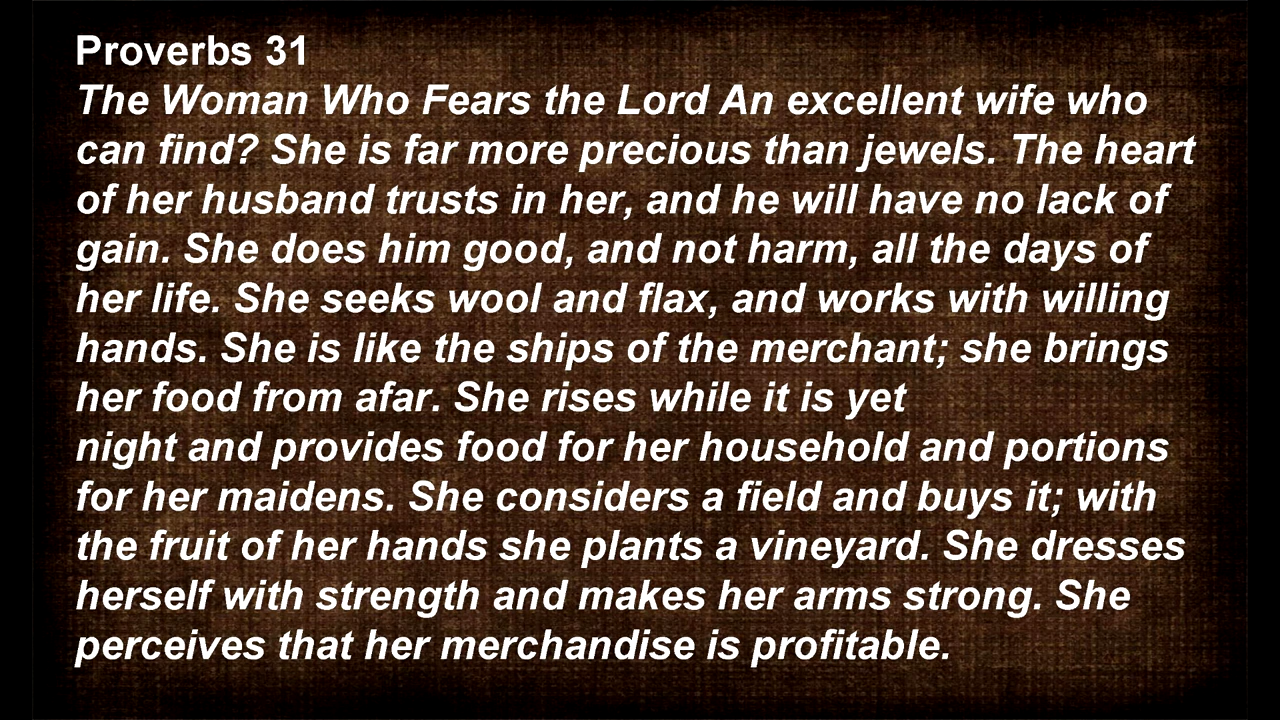 Proverbs 31
The Woman Who Fears the Lord An excellent wife who
can find? She is far more precious than jewels. The heart
of her husband trusts in her, and he will have no lack of
gain. She does him good, and not harm, all the days of
her life. She seeks wool and flax, and works with willing
hands. She is like the ships of the merchant; she brings
her food from afar. She rises while it is yet
night and provides food for her household and portions
for her maidens. She considers a field and buys it; with
the fruit of her hands she plants a vineyard. She dresses
herself with strength and makes her arms strong. She
perceives that her merchandise is profitable.